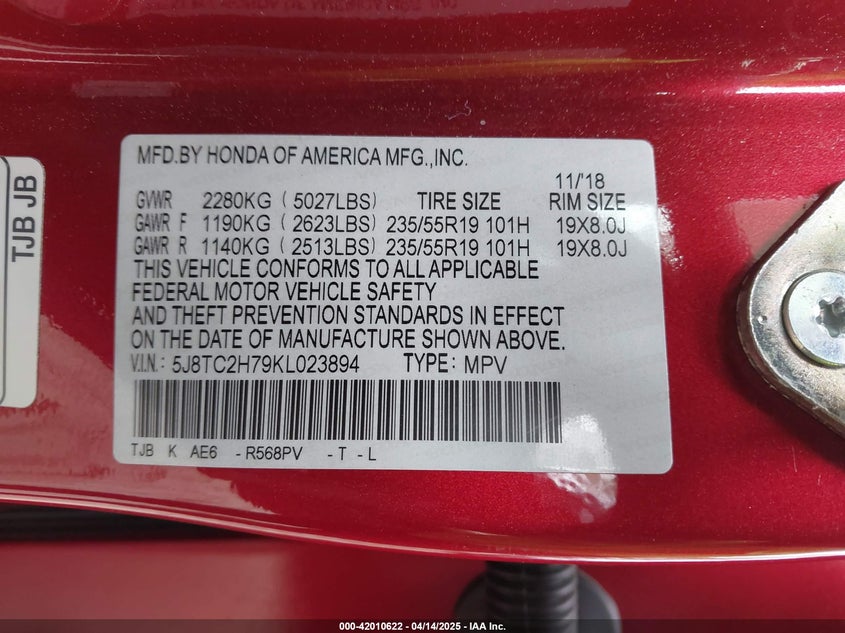 MFD.BY HONDA OF AMERICA MFG.,INC.
11/'18
GVWR 2280KG (5027LBS) TIRE SIZE RIM SIZE
GAWR F 1190KG (2623LBS) 235/55R19 101H 19X8.0J
GAWR R 1140KG (2513LBS) 235/55R19 101H 19X8.0J
THIS VEHICLE CONFORMS TO ALL APPLICABLE
FEDERAL MOTOR VEHICLE SAFETY
AND THEFT PREVENTION STANDARDS IN EFFECT
ON THE DATE OF MANUFACTURE SHOWN ABOVE.
V.I.N.: 5J8TC2H79KL023894 TYPE: MPV
TJB K AE6 - R568PV - T - L
TJB JB
000-42010622 - 04/14/2025 - IAA Inc.